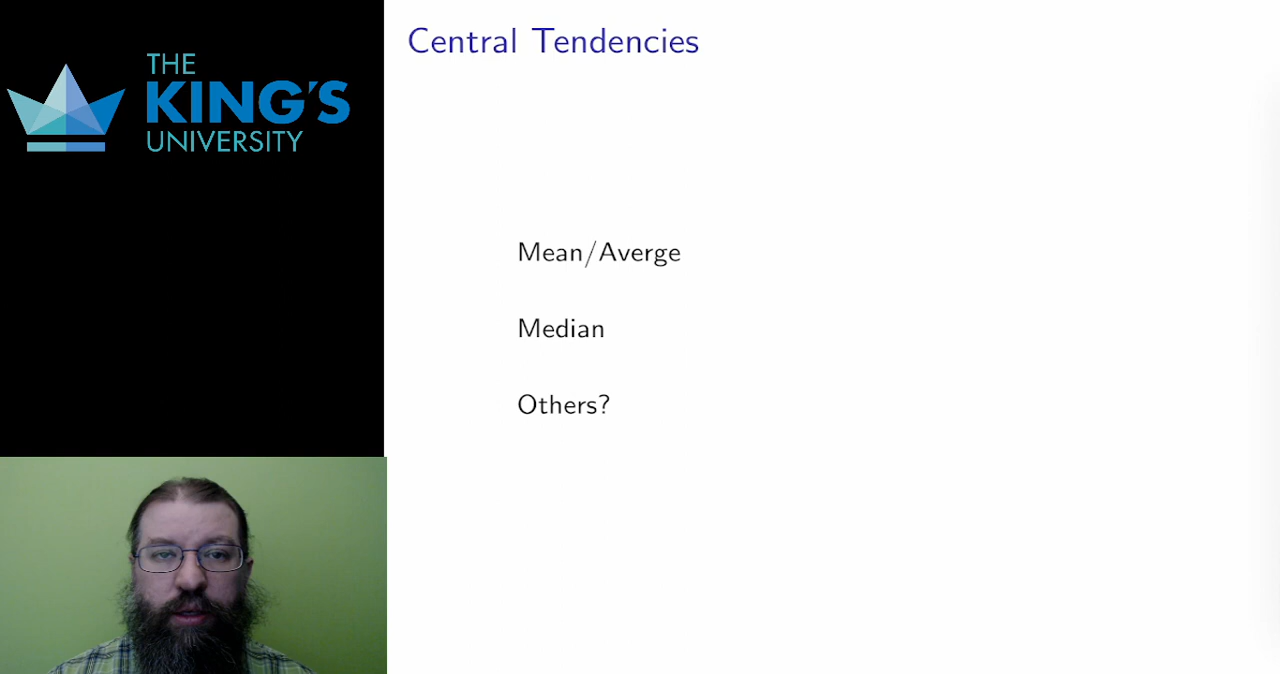 THE
KING'S
UNIVERSITY
Central Tendencies
Mean/Averge
Median
Others?